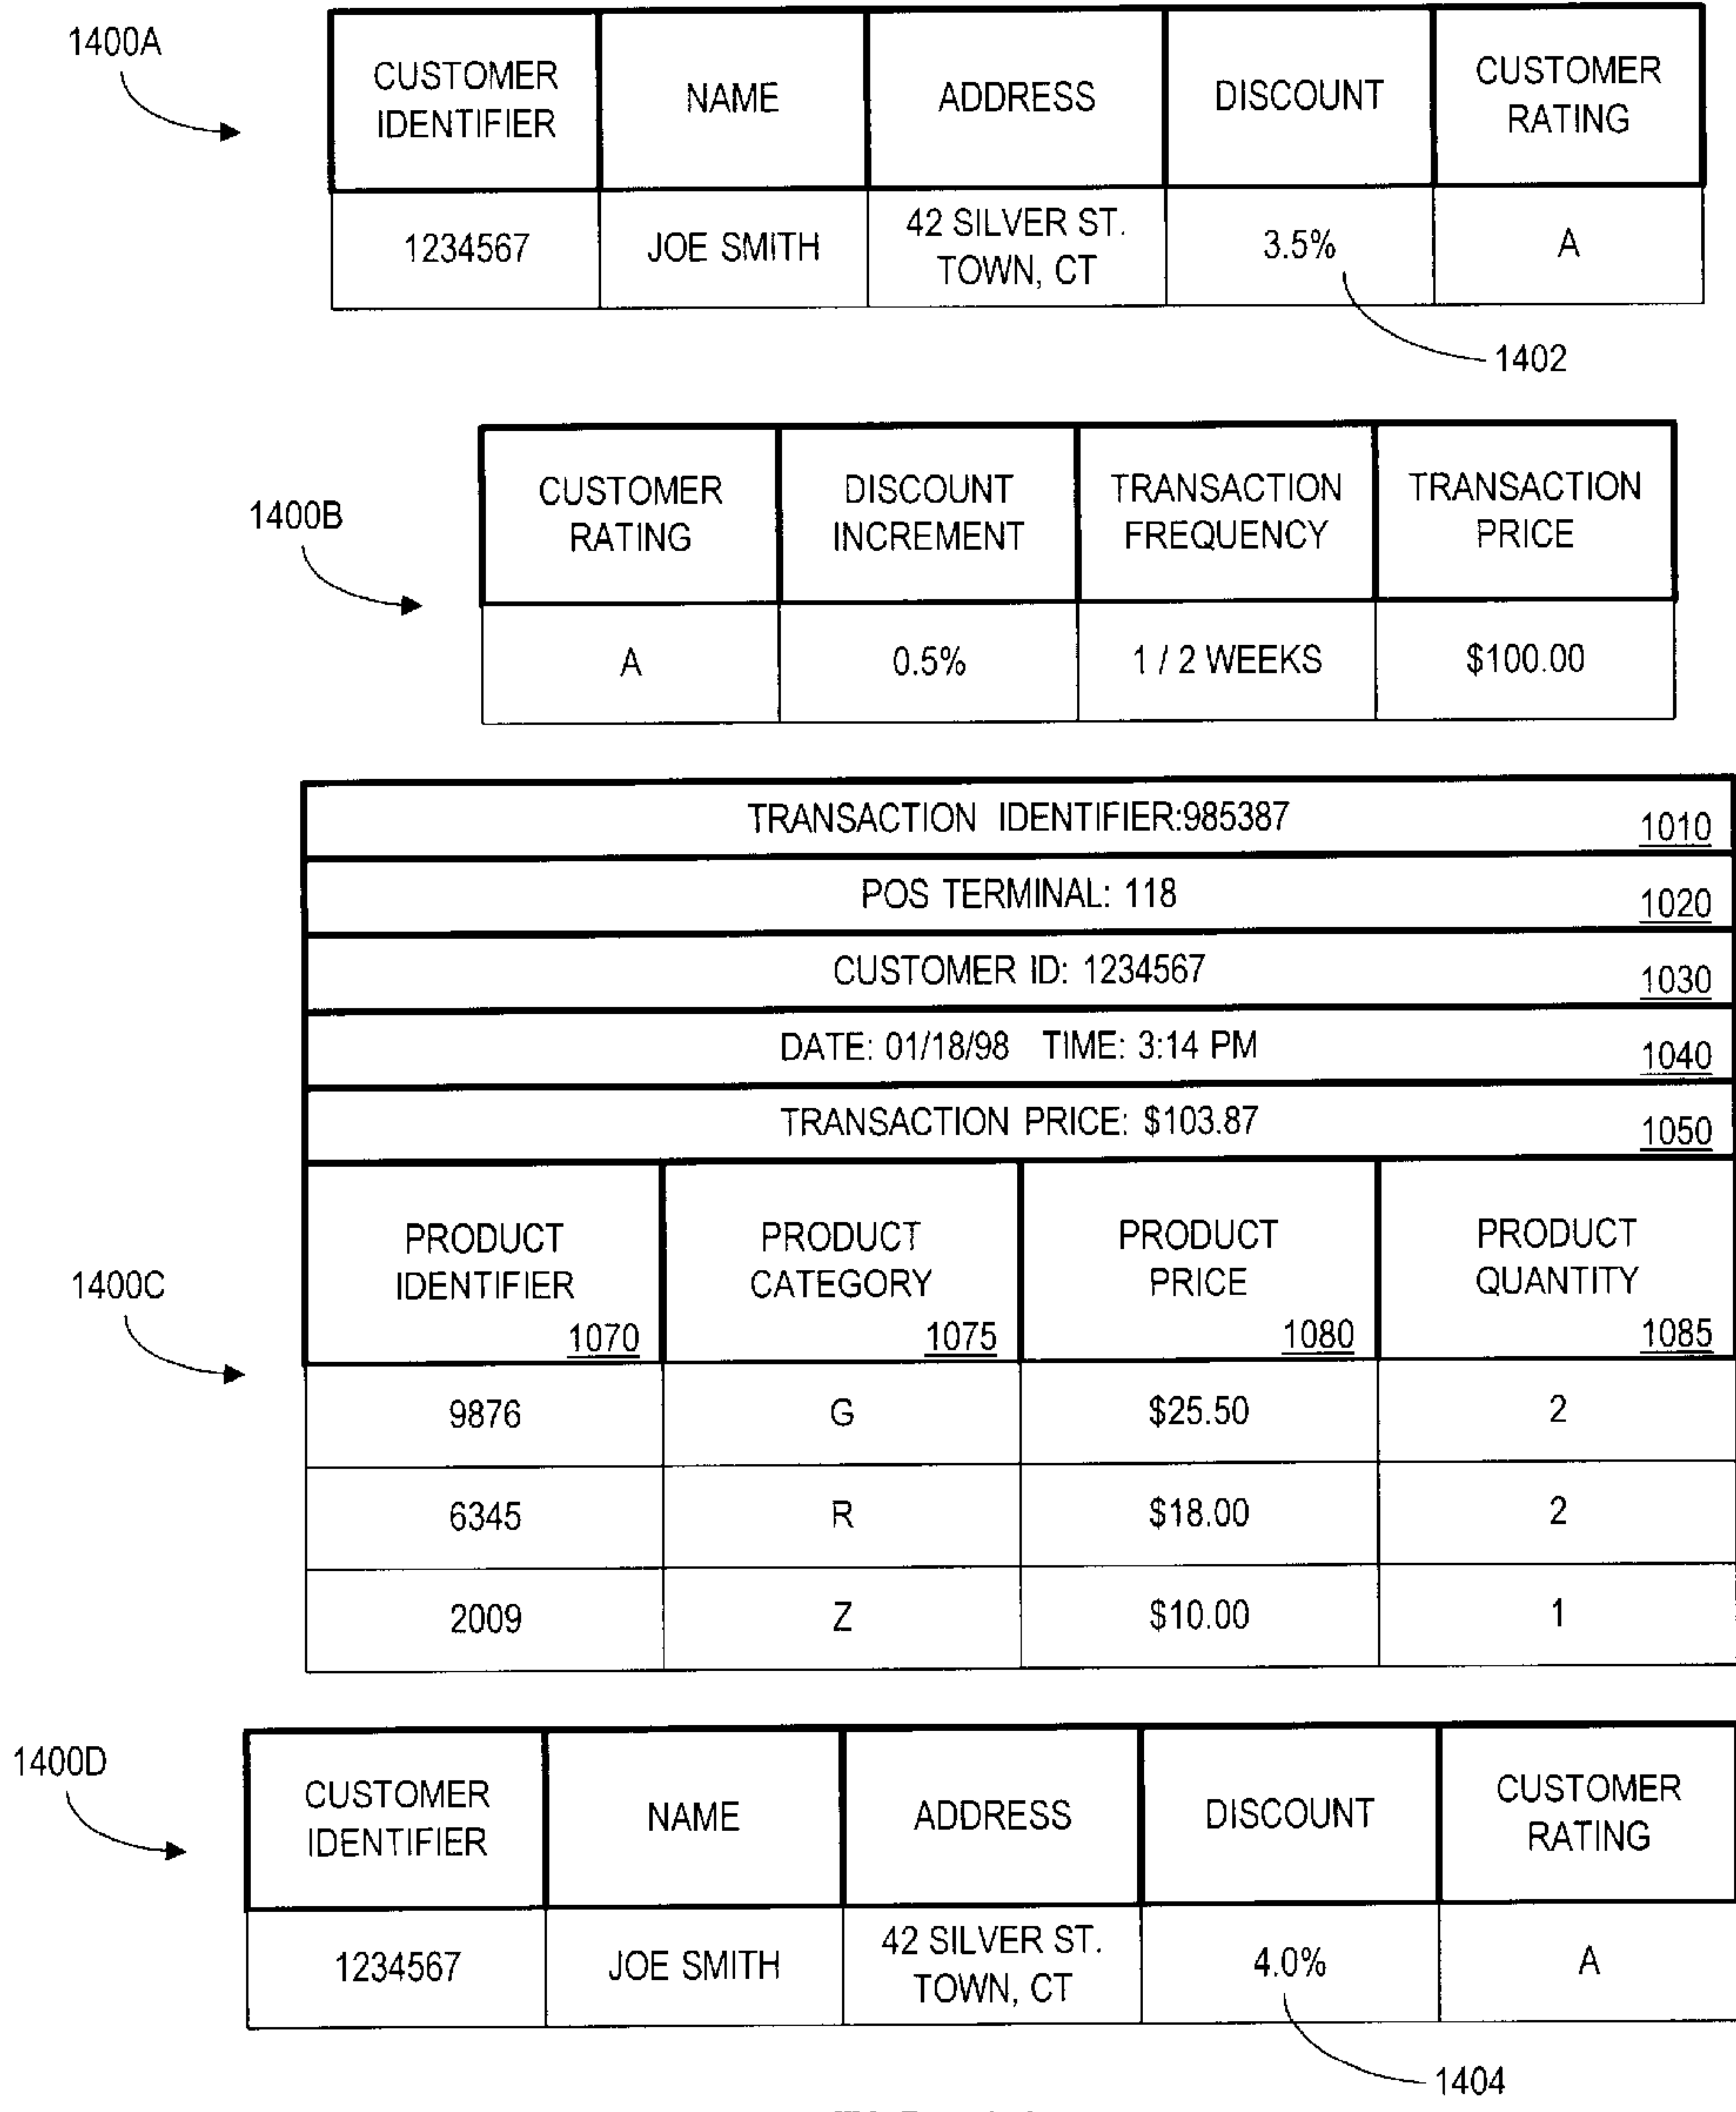 1400A
CUSTOMER IDENTIFIER NAME ADDRESS DISCOUNT CUSTOMER RATING
1234567 JOE SMITH 42 SILVER ST. TOWN, CT 3.5% A
1402
1400B
CUSTOMER RATING DISCOUNT INCREMENT TRANSACTION FREQUENCY TRANSACTION PRICE
A 0.5% 1 / 2 WEEKS $100.00
TRANSACTION IDENTIFIER:985387 1010
POS TERMINAL: 118 1020
CUSTOMER ID: 1234567 1030
DATE: 01/18/98 TIME: 3:14 PM 1040
TRANSACTION PRICE: $103.87 1050
1400C
PRODUCT IDENTIFIER 1070 PRODUCT CATEGORY 1075 PRODUCT PRICE 1080 PRODUCT QUANTITY 1085
9876 G $25.50 2
6345 R $18.00 2
2009 Z $10.00 1
1400D
CUSTOMER IDENTIFIER NAME ADDRESS DISCOUNT CUSTOMER RATING
1234567 JOE SMITH 42 SILVER ST. TOWN, CT 4.0% A
1404